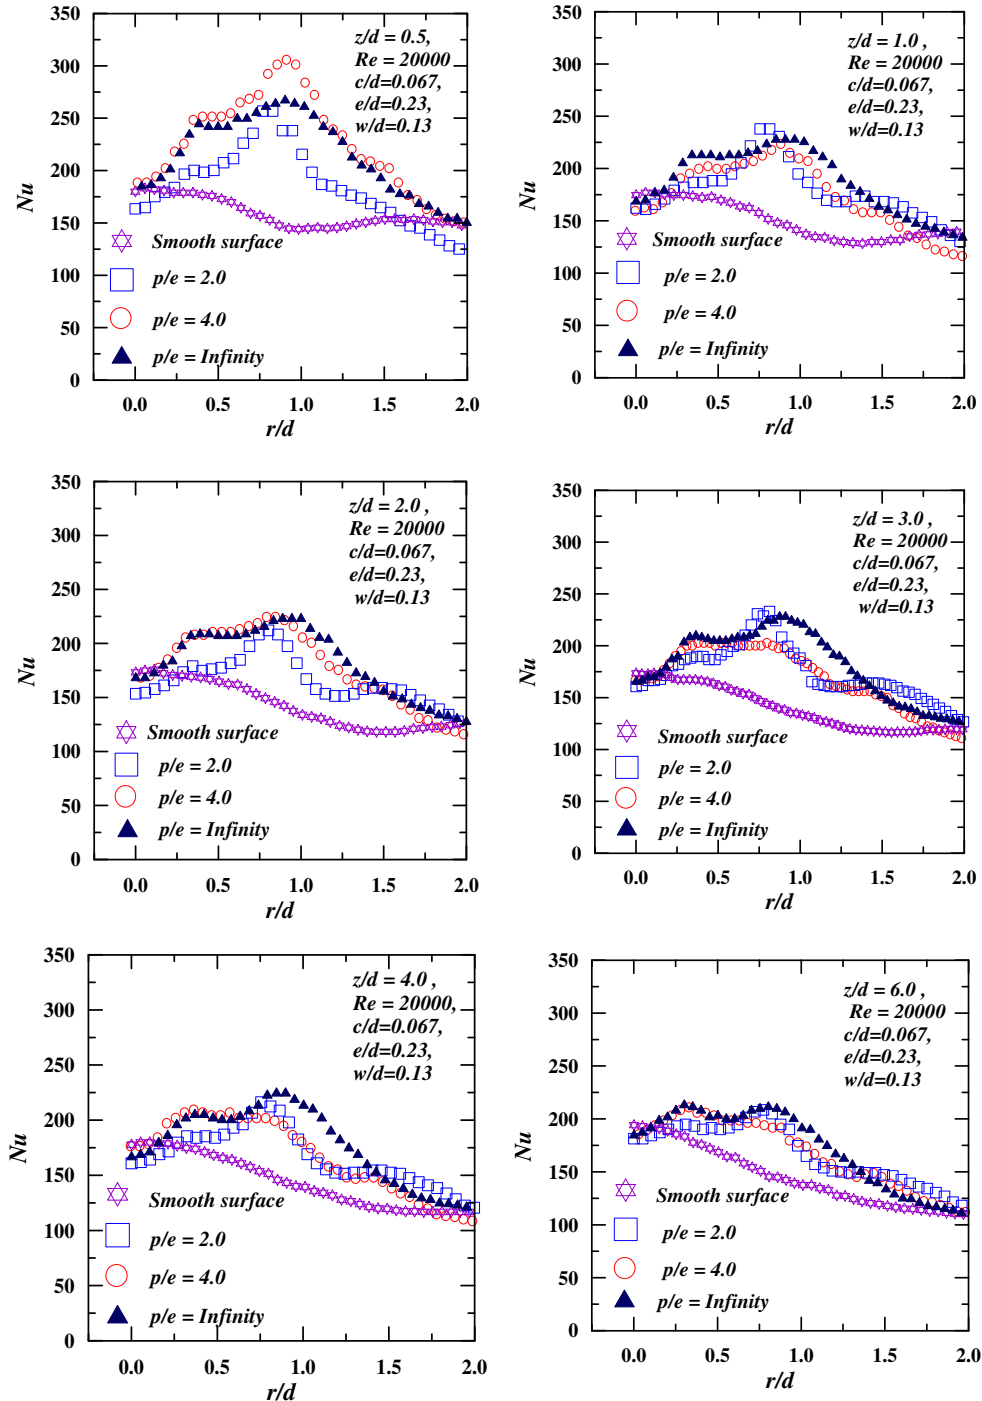 350
300
250
200
150
100
50
0
Nu
z/d = 0.5,
Re = 20000
c/d=0.067,
e/d=0.23,
w/d=0.13
Smooth surface
p/e = 2.0
p/e = 4.0
p/e = Infinity
0.0 0.5 1.0 1.5 2.0
r/d
350
300
250
200
150
100
50
0
Nu
z/d = 1.0 ,
Re = 20000
c/d=0.067,
e/d=0.23,
w/d=0.13
Smooth surface
p/e = 2.0
p/e = 4.0
p/e = Infinity
0.0 0.5 1.0 1.5 2.0
r/d
350
300
250
200
150
100
50
0
Nu
z/d = 2.0 ,
Re = 20000
c/d=0.067,
e/d=0.23,
w/d=0.13
Smooth surface
p/e = 2.0
p/e = 4.0
p/e = Infinity
0.0 0.5 1.0 1.5 2.0
r/d
350
300
250
200
150
100
50
0
Nu
z/d = 3.0 ,
Re = 20000
c/d=0.067,
e/d=0.23,
w/d=0.13
Smooth surface
p/e = 2.0
p/e = 4.0
p/e = Infinity
0.0 0.5 1.0 1.5 2.0
r/d
350
300
250
200
150
100
50
0
Nu
z/d = 4.0 ,
Re = 20000,
c/d=0.067,
e/d=0.23,
w/d=0.13
Smooth surface
p/e = 2.0
p/e = 4.0
p/e = Infinity
0.0 0.5 1.0 1.5 2.0
r/d
350
300
250
200
150
100
50
0
Nu
z/d = 6.0 ,
Re = 20000
c/d=0.067,
e/d=0.23,
w/d=0.13
Smooth surface
p/e = 2.0
p/e = 4.0
p/e = Infinity
0.0 0.5 1.0 1.5 2.0
r/d